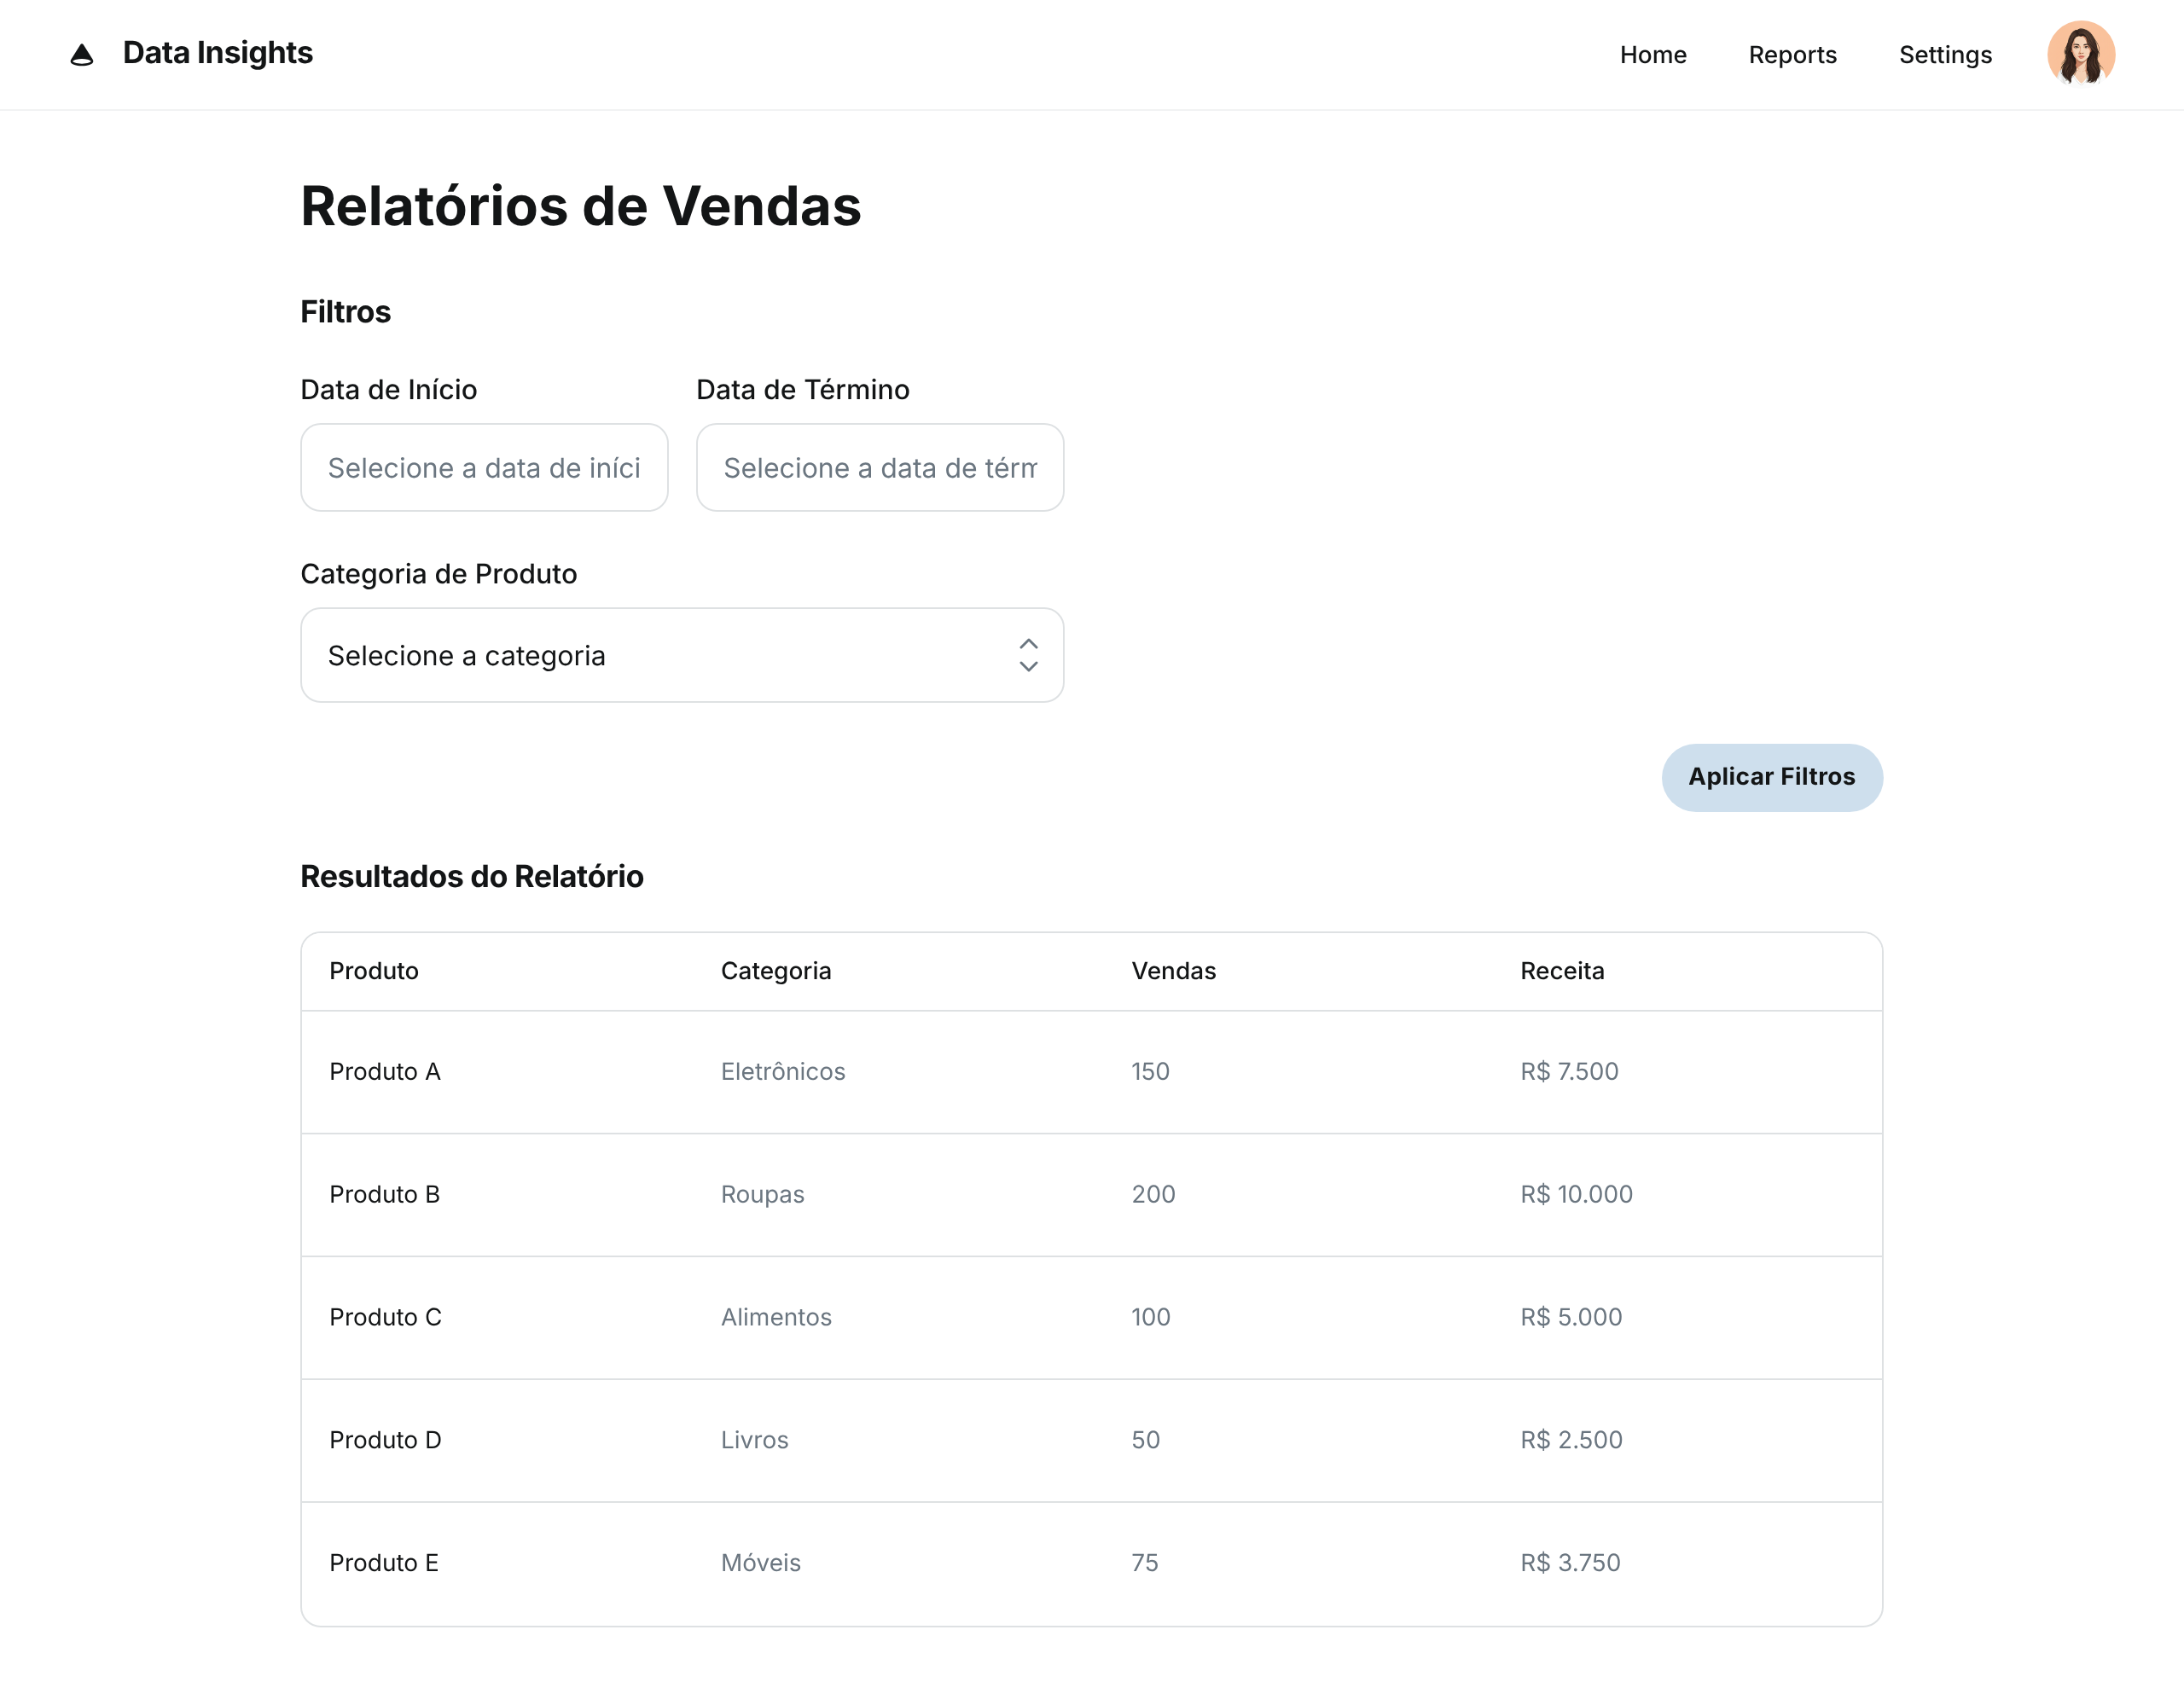 Data Insights
Home Reports Settings
Relatórios de Vendas
Filtros
Data de Início Data de Término
Selecione a data de iníci Selecione a data de térm
Categoria de Produto
Selecione a categoria
Aplicar Filtros
Resultados do Relatório
Produto Categoria Vendas Receita
Produto A Eletrônicos 150 R$ 7.500
Produto B Roupas 200 R$ 10.000
Produto C Alimentos 100 R$ 5.000
Produto D Livros 50 R$ 2.500
Produto E Móveis 75 R$ 3.750